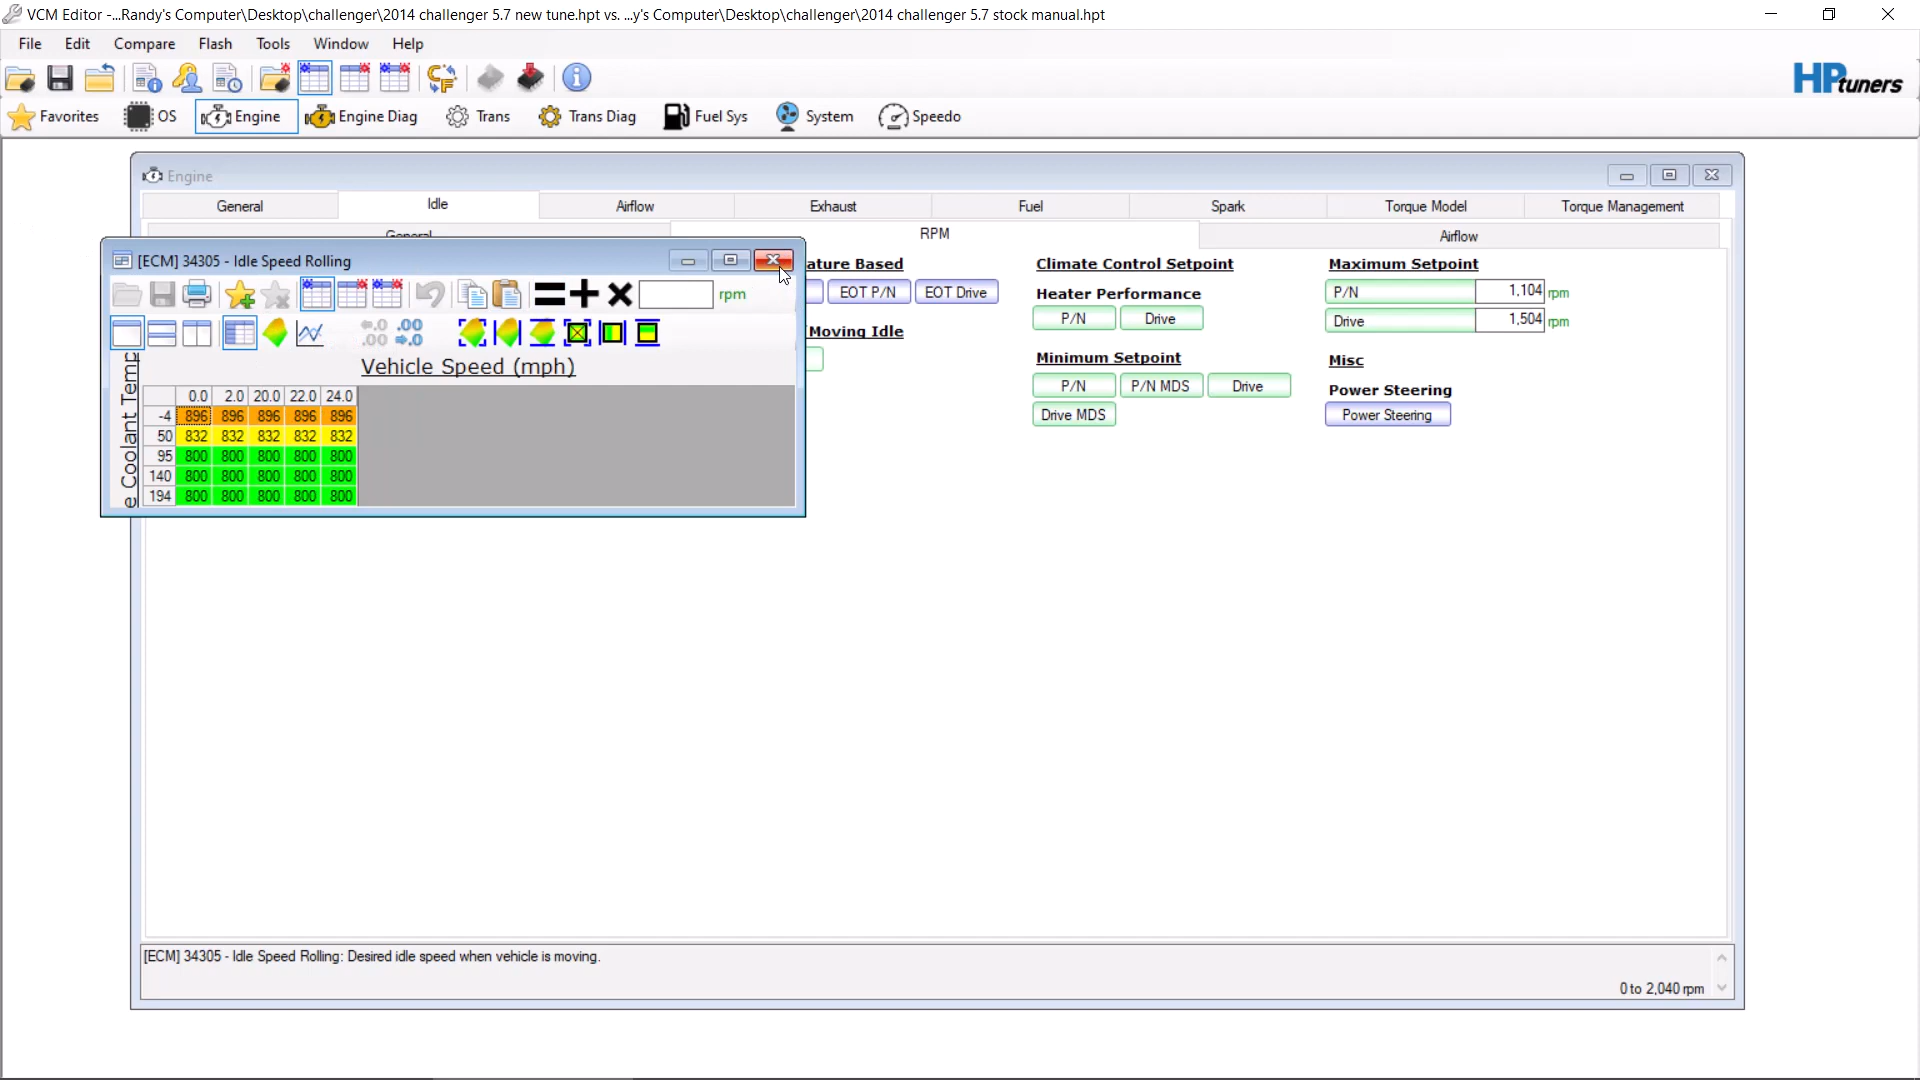 VCM Editor -...Randy's Computer\Desktop\challenger\2014 challenger 5.7 new tune.hpt vs. ...y's Computer\Desktop\challenger\2014 challenger 5.7 stock manual.hpt
File Edit Compare Flash Tools Window Help
HPtuners
Favorites OS Engine Engine Diag Trans Trans Diag Fuel Sys System Speedo
Engine
General Idle Airflow Exhaust Fuel Spark Torque Model Torque Management
General RPM Airflow
[ECM] 34305 - Idle Speed Rolling
rpm
Vehicle Speed (mph)
e Coolant Temp
0.0 2.0 20.0 22.0 24.0
-4 896 896 896 896 896
50 832 832 832 832 832
95 800 800 800 800 800
140 800 800 800 800 800
194 800 800 800 800 800
ature Based
EOT P/N EOT Drive
Moving Idle
Climate Control Setpoint
Heater Performance
P/N Drive
Minimum Setpoint
P/N P/N MDS Drive
Drive MDS
Maximum Setpoint
P/N 1,104 rpm
Drive 1,504 rpm
Misc
Power Steering
Power Steering
[ECM] 34305 - Idle Speed Rolling: Desired idle speed when vehicle is moving.
0 to 2,040 rpm